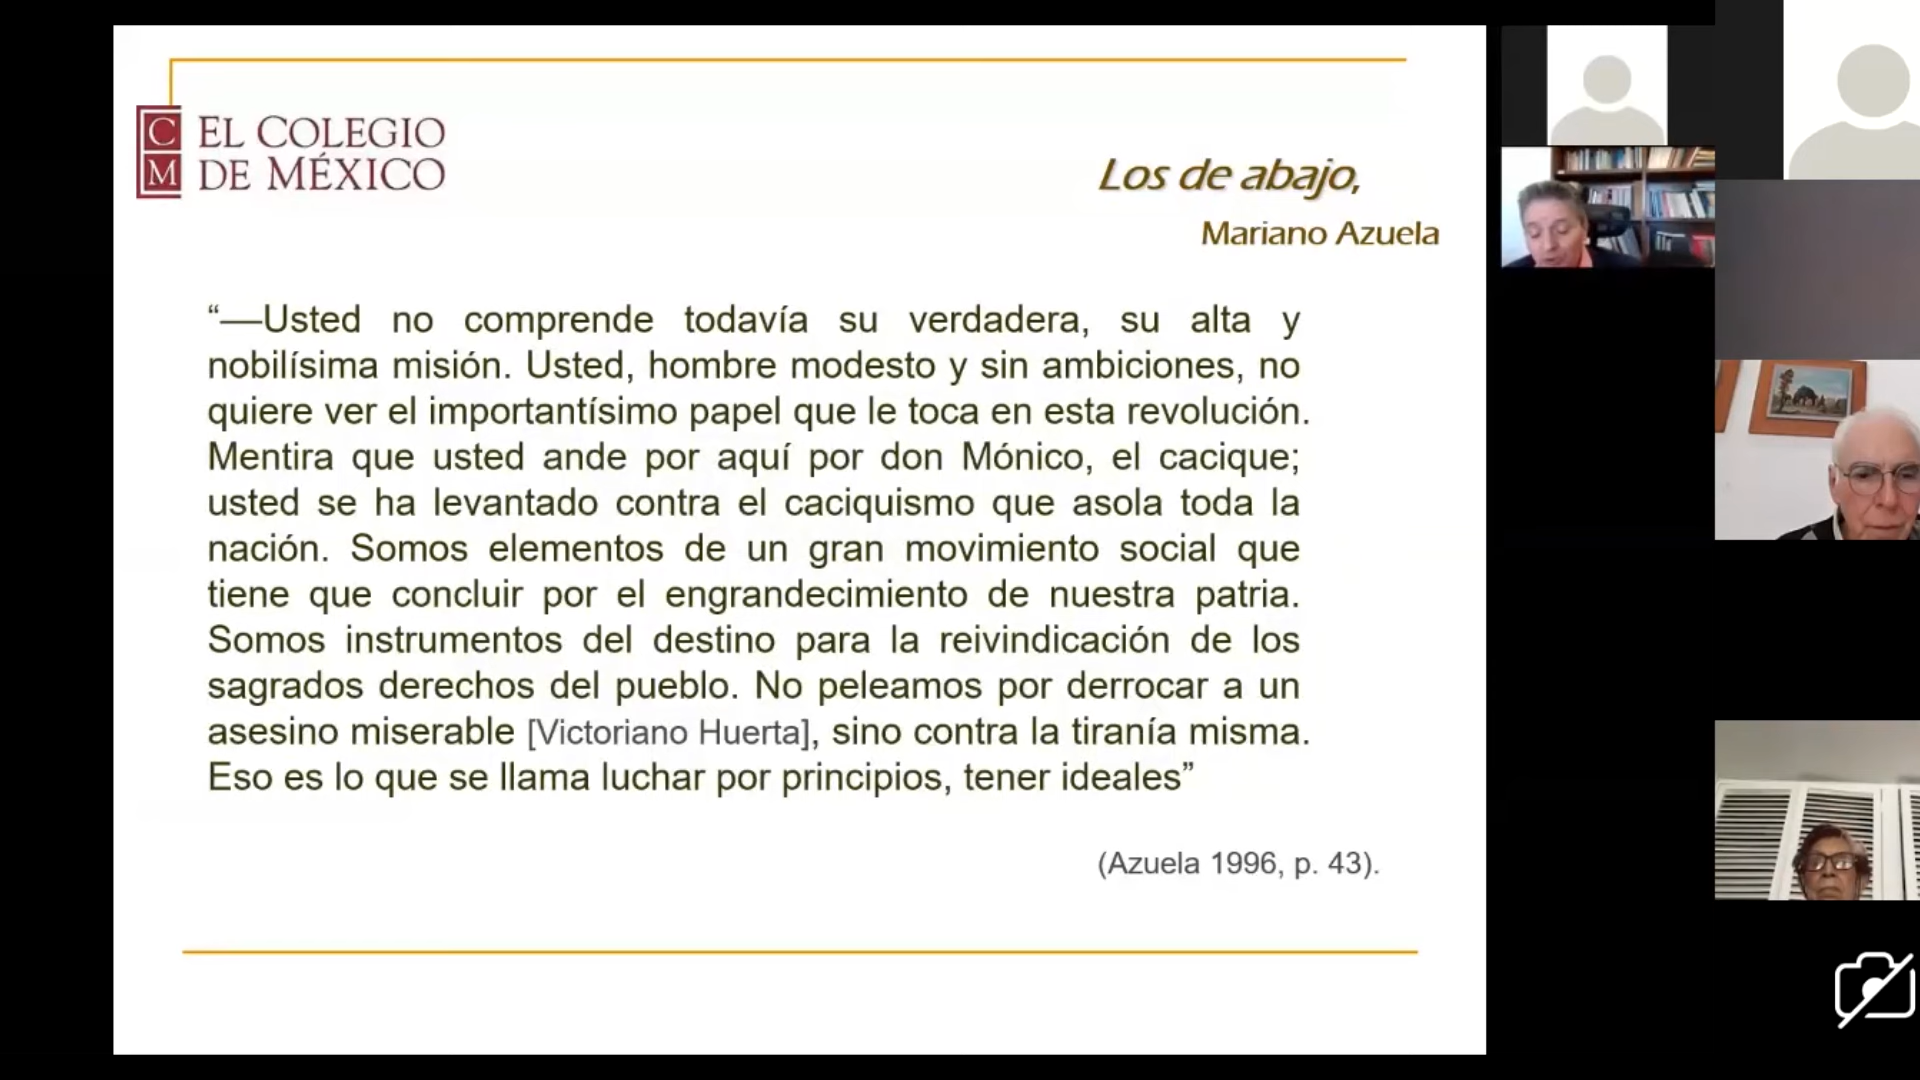 C
M
EL COLEGIO
DE MÉXICO
Los de abajo,
Mariano Azuela
“—Usted no comprende todavía su verdadera, su alta y
nobilísima misión. Usted, hombre modesto y sin ambiciones, no
quiere ver el importantísimo papel que le toca en esta revolución.
Mentira que usted ande por aquí por don Mónico, el cacique;
usted se ha levantado contra el caciquismo que asola toda la
nación. Somos elementos de un gran movimiento social que
tiene que concluir por el engrandecimiento de nuestra patria.
Somos instrumentos del destino para la reivindicación de los
sagrados derechos del pueblo. No peleamos por derrocar a un
asesino miserable [Victoriano Huerta], sino contra la tiranía misma.
Eso es lo que se llama luchar por principios, tener ideales”
(Azuela 1996, p. 43).